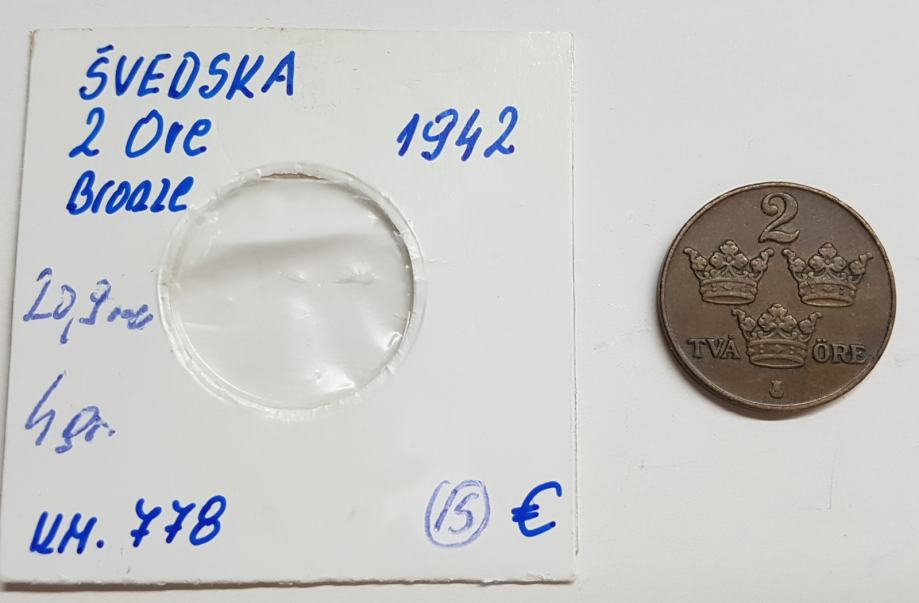 ŠVEDSKA
2 Ore 1942
Bronze
20,9 mm
4 gr.
KM. 778 15 €
2
TVÅ ÖRE